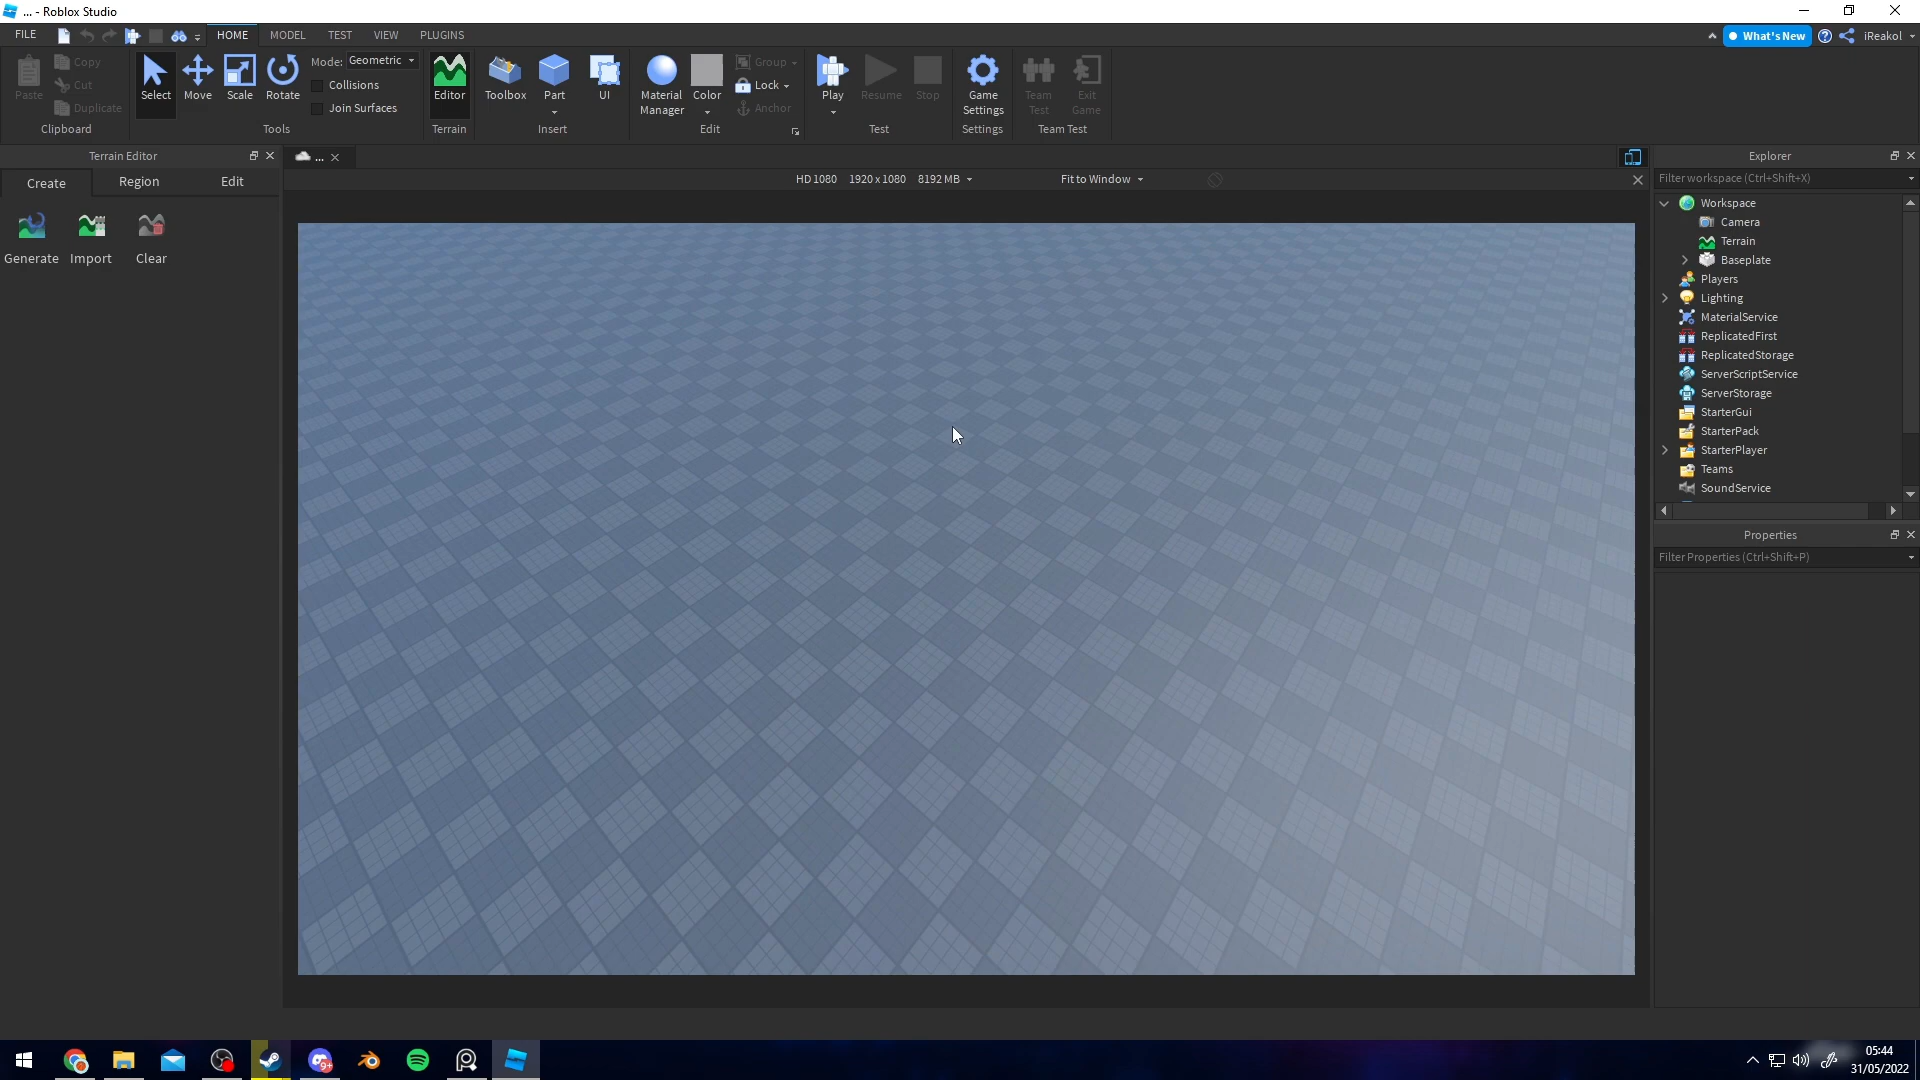 ... - Roblox Studio
FILE HOME MODEL TEST VIEW PLUGINS What's New iReakol
Paste Copy Cut Duplicate Clipboard
Select Move Scale Rotate Mode: Geometric Collisions Join Surfaces Tools
Editor Terrain
Toolbox Part UI Insert
Material Manager Color Group Lock Anchor Edit
Play Resume Stop Test
Game Settings Settings
Team Test Exit Game Team Test
Terrain Editor
Create Region Edit
Generate Import Clear
...
HD 1080 1920 x 1080 8192 MB Fit to Window
Explorer
Filter workspace (Ctrl+Shift+X)
Workspace
Camera
Terrain
Baseplate
Players
Lighting
MaterialService
ReplicatedFirst
ReplicatedStorage
ServerScriptService
ServerStorage
StarterGui
StarterPack
StarterPlayer
Teams
SoundService
Properties
Filter Properties (Ctrl+Shift+P)
9+
05:44
31/05/2022